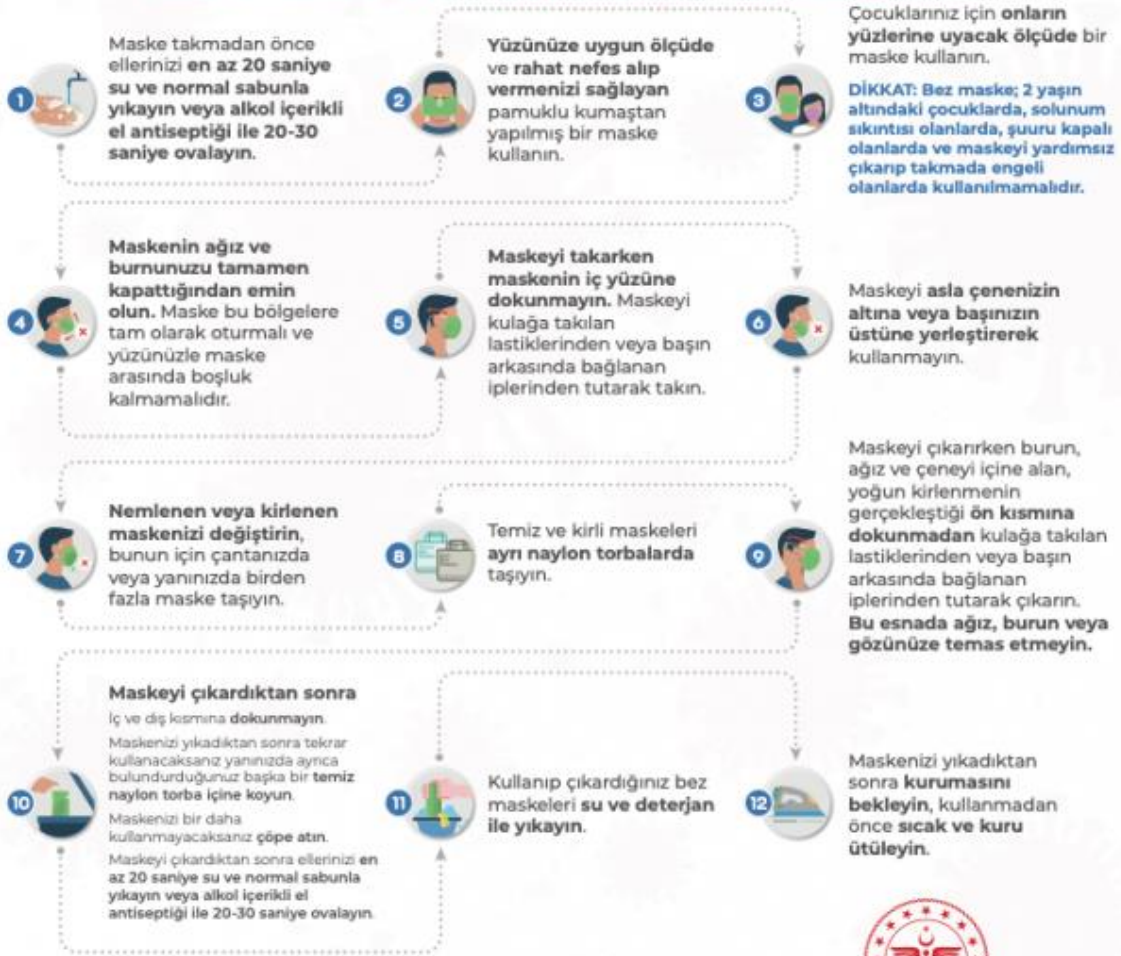 1
Maske takmadan önce
ellerinizi en az 20 saniye
su ve normal sabunla
yıkayın veya alkol içerikli
el antiseptiği ile 20-30
saniye ovalayın.
2
Yüzünüze uygun ölçüde
ve rahat nefes alıp
vermenizi sağlayan
pamuklu kumaştan
yapılmış bir maske
kullanın.
3
Çocuklarınız için onların
yüzlerine uyacak ölçüde bir
maske kullanın.
DİKKAT: Bez maske; 2 yaşın
altındaki çocuklarda, solunum
sıkıntısı olanlarda, şuuru kapalı
olanlarda ve maskeyi yardımsız
çıkarıp takmada engeli
olanlarda kullanılmamalıdır.
4
Maskenin ağız ve
burnunuzu tamamen
kapattığından emin
olun. Maske bu bölgelere
tam olarak oturmalı ve
yüzünüzle maske
arasında boşluk
kalmamalıdır.
5
Maskeyi takarken
maskenin iç yüzüne
dokunmayın. Maskeyi
kulağa takılan
lastiklerinden veya başın
arkasında bağlanan
iplerinden tutarak takın.
6
Maskeyi asla çenenizin
altına veya başınızın
üstüne yerleştirerek
kullanmayın.
7
Nemlenen veya kirlenen
maskenizi değiştirin,
bunun için çantanızda
veya yanınızda birden
fazla maske taşıyın.
8
Temiz ve kirli maskeleri
ayrı naylon torbalarda
taşıyın.
9
Maskeyi çıkarırken burun,
ağız ve çeneyi içine alan,
yoğun kirlenmenin
gerçekleştiği ön kısmına
dokunmadan kulağa takılan
lastiklerinden veya başın
arkasında bağlanan
iplerinden tutarak çıkarın.
Bu esnada ağız, burun veya
gözünüze temas etmeyin.
10
Maskeyi çıkardıktan sonra
İç ve dış kısmına dokunmayın.
Maskenizi yıkadıktan sonra tekrar
kullanacaksanız yanınızda ayrıca
bulundurduğunuz başka bir temiz
naylon torba içine koyun.
Maskenizi bir daha
kullanmayacaksanız çöpe atın.
Maskeyi çıkardıktan sonra ellerinizi en
az 20 saniye su ve normal sabunla
yıkayın veya alkol içerikli el
antiseptiği ile 20-30 saniye ovalayın.
11
Kullanıp çıkardığınız bez
maskeleri su ve deterjan
ile yıkayın.
12
Maskenizi yıkadıktan
sonra kurumasını
bekleyin, kullanmadan
önce sıcak ve kuru
ütüleyin.